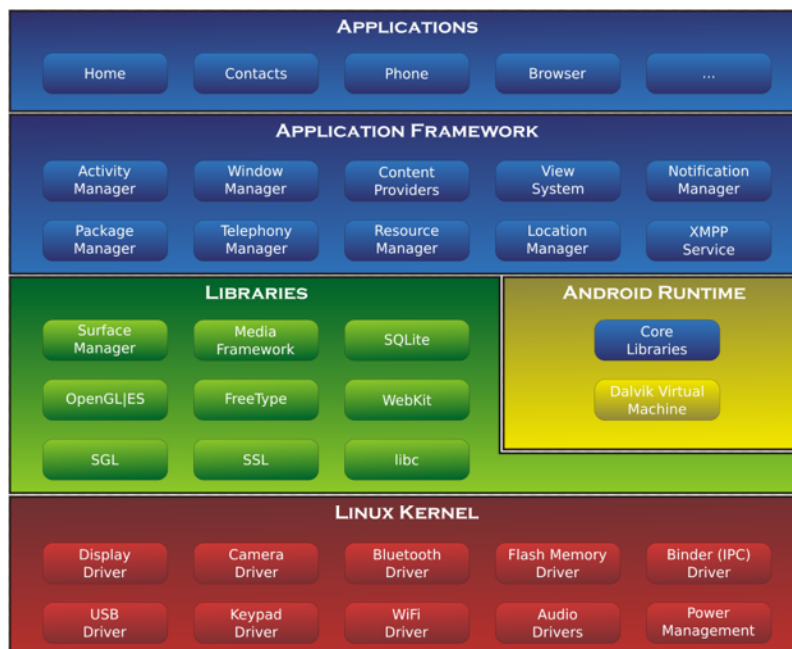 APPLICATIONS
Home
Contacts
Phone
Browser
...
APPLICATION FRAMEWORK
Activity
Manager
Window
Manager
Content
Providers
View
System
Notification
Manager
Package
Manager
Telephony
Manager
Resource
Manager
Location
Manager
XMPP
Service
LIBRARIES
Surface
Manager
Media
Framework
SQLite
OpenGL|ES
FreeType
WebKit
SGL
SSL
libc
ANDROID RUNTIME
Core
Libraries
Dalvik Virtual
Machine
LINUX KERNEL
Display
Driver
Camera
Driver
Bluetooth
Driver
Flash Memory
Driver
Binder (IPC)
Driver
USB
Driver
Keypad
Driver
WiFi
Driver
Audio
Drivers
Power
Management